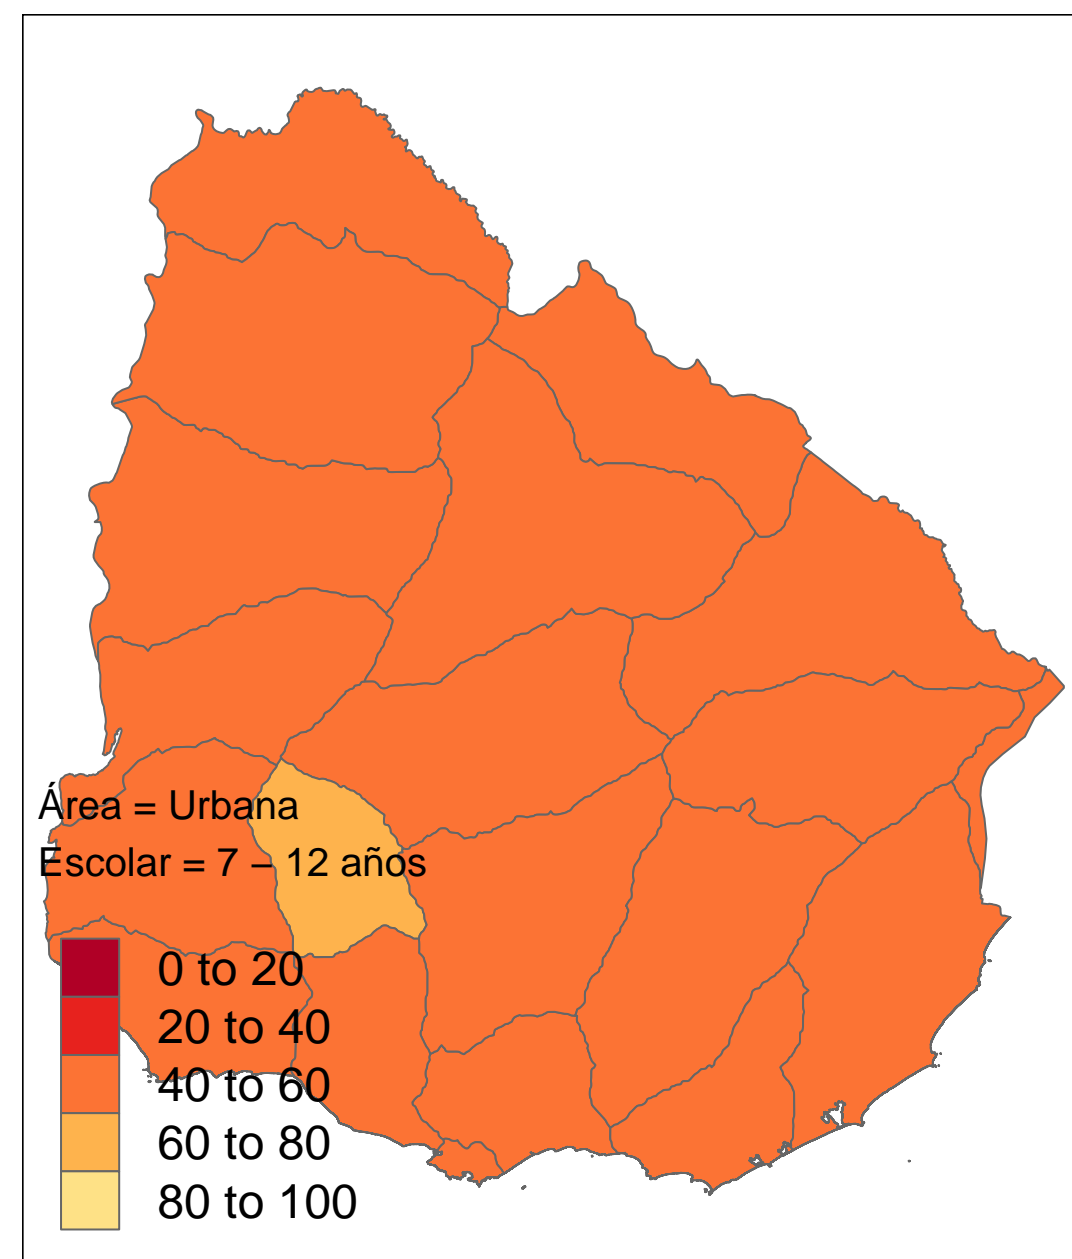 Área = Urbana
Escolar = 7 – 12 años
0 to 20
20 to 40
40 to 60
60 to 80
80 to 100